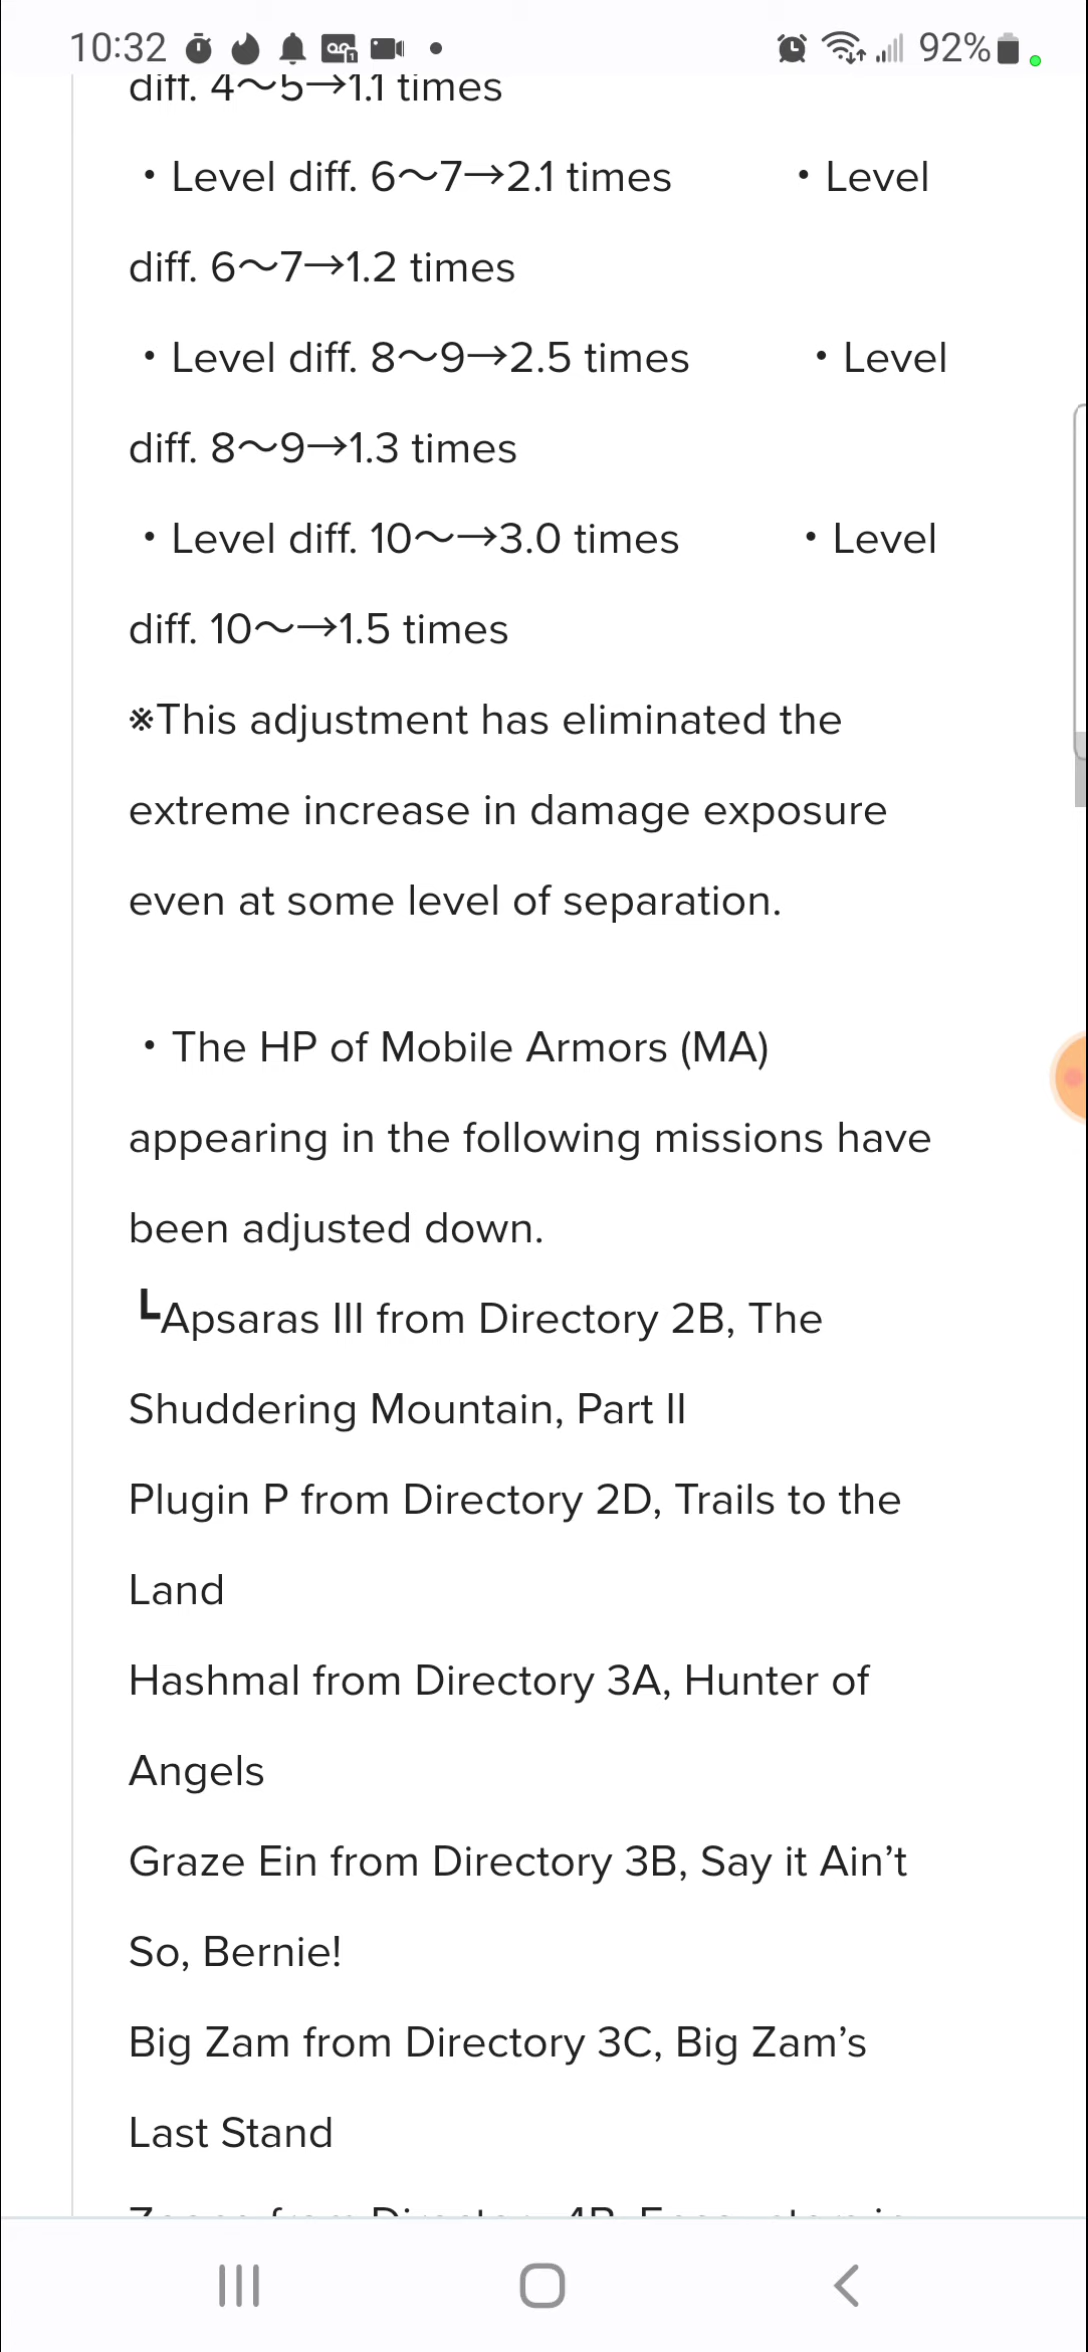 10:32 92%
diff. 4〜5→1.1 times
・Level diff. 6〜7→2.1 times ・Level
diff. 6〜7→1.2 times
・Level diff. 8〜9→2.5 times ・Level
diff. 8〜9→1.3 times
・Level diff. 10〜→3.0 times ・Level
diff. 10〜→1.5 times
※This adjustment has eliminated the
extreme increase in damage exposure
even at some level of separation.
・The HP of Mobile Armors (MA)
appearing in the following missions have
been adjusted down.
┗Apsaras III from Directory 2B, The
Shuddering Mountain, Part II
Plugin P from Directory 2D, Trails to the
Land
Hashmal from Directory 3A, Hunter of
Angels
Graze Ein from Directory 3B, Say it Ain’t
So, Bernie!
Big Zam from Directory 3C, Big Zam’s
Last Stand